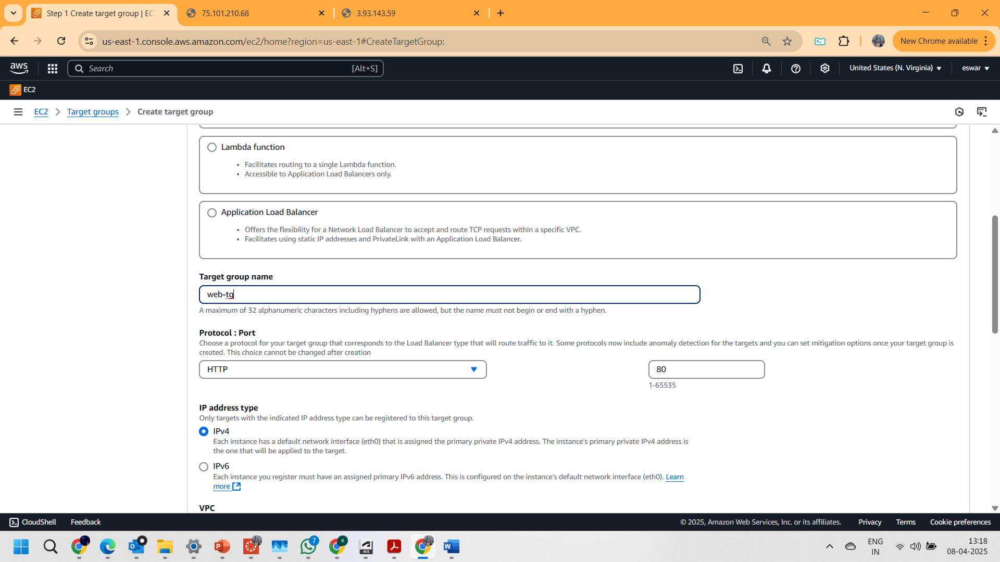 Step 1 Create target group | EC
75.101.210.68
3.93.143.59
us-east-1.console.aws.amazon.com/ec2/home?region=us-east-1#CreateTargetGroup:
New Chrome available
aws
Search
[Alt+S]
United States (N. Virginia)
eswar
EC2
EC2
Target groups
Create target group
Lambda function
• Facilitates routing to a single Lambda function.
• Accessible to Application Load Balancers only.
Application Load Balancer
• Offers the flexibility for a Network Load Balancer to accept and route TCP requests within a specific VPC.
• Facilitates using static IP addresses and PrivateLink with an Application Load Balancer.
Target group name
web-tg
A maximum of 32 alphanumeric characters including hyphens are allowed, but the name must not begin or end with a hyphen.
Protocol : Port
Choose a protocol for your target group that corresponds to the Load Balancer type that will route traffic to it. Some protocols now include anomaly detection for the targets and you can set mitigation options once your target group is
created. This choice cannot be changed after creation
HTTP
80
1-65535
IP address type
Only targets with the indicated IP address type can be registered to this target group.
IPv4
Each instance has a default network interface (eth0) that is assigned the primary private IPv4 address. The instance's primary private IPv4 address is
the one that will be applied to the target.
IPv6
Each instance you register must have an assigned primary IPv6 address. This is configured on the instance's default network interface (eth0). Learn
more
VPC
CloudShell
Feedback
© 2025, Amazon Web Services, Inc. or its affiliates.
Privacy
Terms
Cookie preferences
7
e
ACS
ENG
IN
13:18
08-04-2025